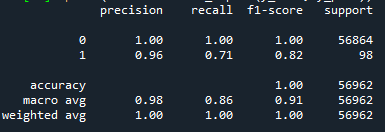 precision recall f1-score support
0 1.00 1.00 1.00 56864
1 0.96 0.71 0.82 98
accuracy 1.00 56962
macro avg 0.98 0.86 0.91 56962
weighted avg 1.00 1.00 1.00 56962